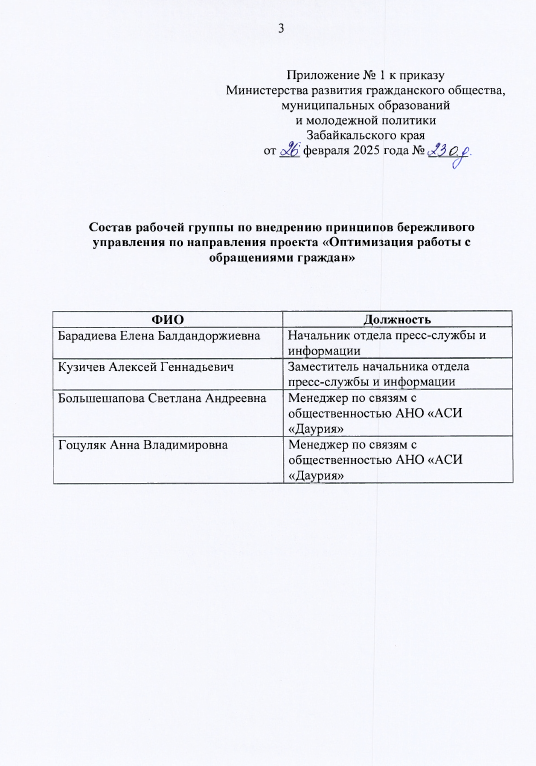 3
Приложение № 1 к приказу
Министерства развития гражданского общества,
муниципальных образований
и молодежной политики
Забайкальского края
от 26 февраля 2025 года № 23 о.д.
Состав рабочей группы по внедрению принципов бережливого
управления по направления проекта «Оптимизация работы с
обращениями граждан»
ФИО Должность
Барадиева Елена Балдандоржиевна Начальник отдела пресс-службы и
информации
Кузичев Алексей Геннадьевич Заместитель начальника отдела
пресс-службы и информации
Большешапова Светлана Андреевна Менеджер по связям с
общественностью АНО «АСИ
«Даурия»
Гоцуляк Анна Владимировна Менеджер по связям с
общественностью АНО «АСИ
«Даурия»